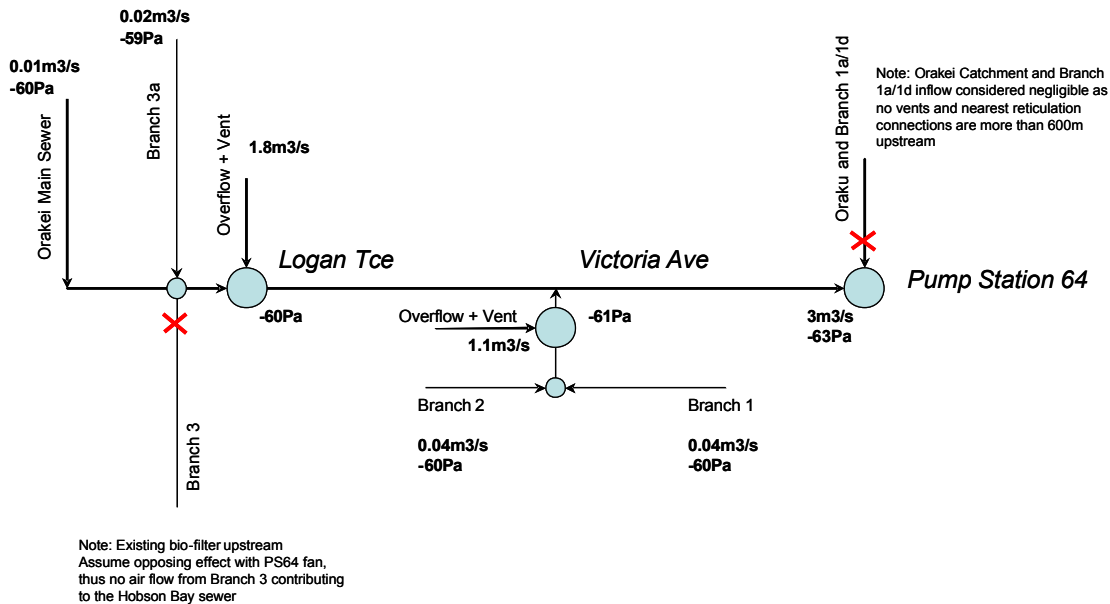 0.02m3/s
-59Pa
0.01m3/s
-60Pa
Orakei Main Sewer
Branch 3a
Overflow + Vent
1.8m3/s
Oraku and Branch 1a/1d
Note: Orakei Catchment and Branch
1a/1d inflow considered negligible as
no vents and nearest reticulation
connections are more than 600m
upstream
Logan Tce
Victoria Ave
Pump Station 64
-60Pa
Overflow + Vent
1.1m3/s
-61Pa
3m3/s
-63Pa
Branch 2
0.04m3/s
-60Pa
Branch 1
0.04m3/s
-60Pa
Branch 3
Note: Existing bio-filter upstream
Assume opposing effect with PS64 fan,
thus no air flow from Branch 3 contributing
to the Hobson Bay sewer